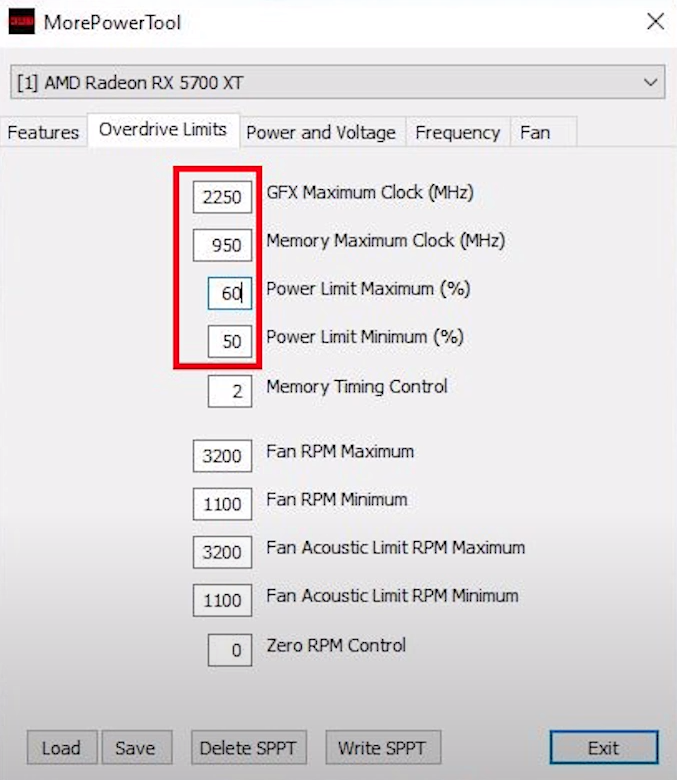 MorePowerTool
[1] AMD Radeon RX 5700 XT
Features Overdrive Limits Power and Voltage Frequency Fan
2250 GFX Maximum Clock (MHz)
950 Memory Maximum Clock (MHz)
60 Power Limit Maximum (%)
50 Power Limit Minimum (%)
2 Memory Timing Control
3200 Fan RPM Maximum
1100 Fan RPM Minimum
3200 Fan Acoustic Limit RPM Maximum
1100 Fan Acoustic Limit RPM Minimum
0 Zero RPM Control
Load Save Delete SPPT Write SPPT Exit